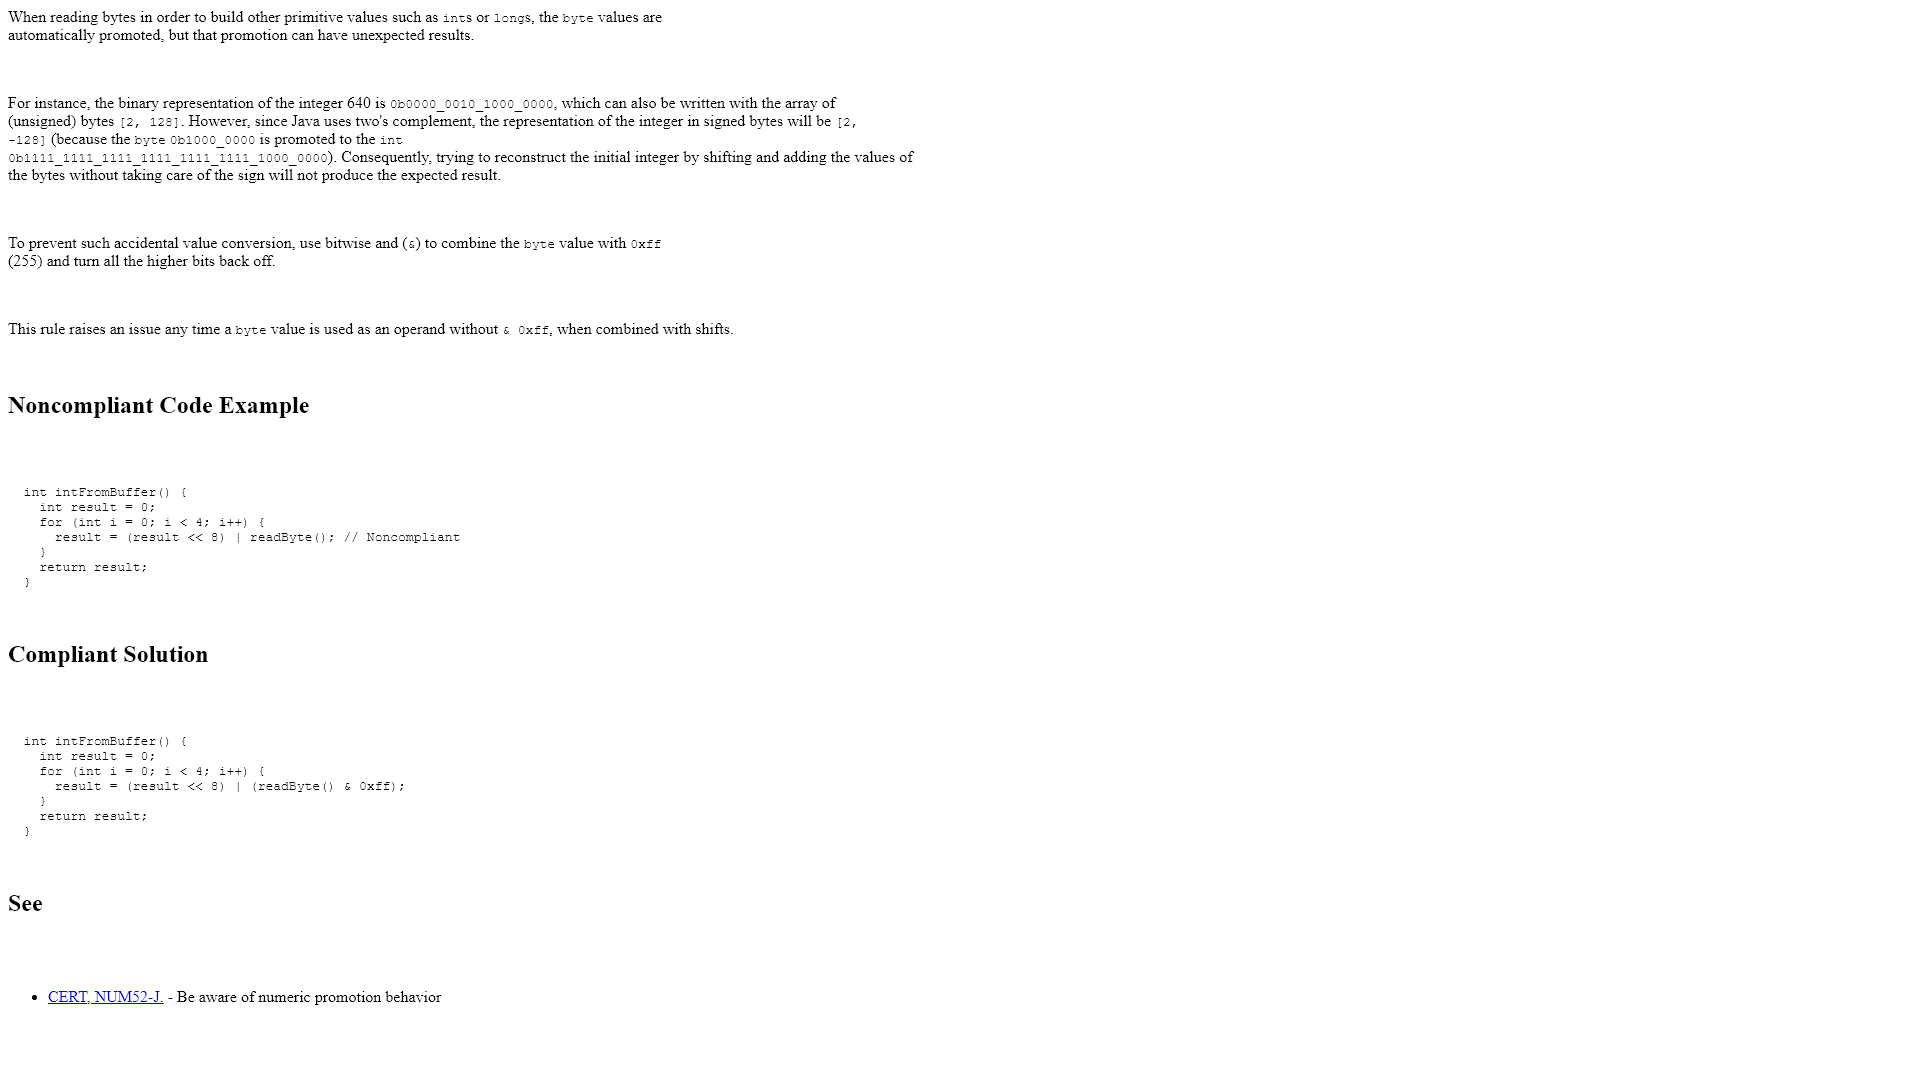 When reading bytes in order to build other primitive values such as ints or longs, the byte values are
automatically promoted, but that promotion can have unexpected results.
For instance, the binary representation of the integer 640 is 0b0000_0010_1000_0000, which can also be written with the array of
(unsigned) bytes [2, 128]. However, since Java uses two's complement, the representation of the integer in signed bytes will be [2,
-128] (because the byte 0b1000_0000 is promoted to the int
0b1111_1111_1111_1111_1111_1111_1000_0000). Consequently, trying to reconstruct the initial integer by shifting and adding the values of
the bytes without taking care of the sign will not produce the expected result.
To prevent such accidental value conversion, use bitwise and (&) to combine the byte value with 0xff
(255) and turn all the higher bits back off.
This rule raises an issue any time a byte value is used as an operand without & 0xff, when combined with shifts.
Noncompliant Code Example
int intFromBuffer() {
  int result = 0;
  for (int i = 0; i < 4; i++) {
    result = (result << 8) | readByte(); // Noncompliant
  }
  return result;
}
Compliant Solution
int intFromBuffer() {
  int result = 0;
  for (int i = 0; i < 4; i++) {
    result = (result << 8) | (readByte() & 0xff);
  }
  return result;
}
See
• CERT, NUM52-J. - Be aware of numeric promotion behavior